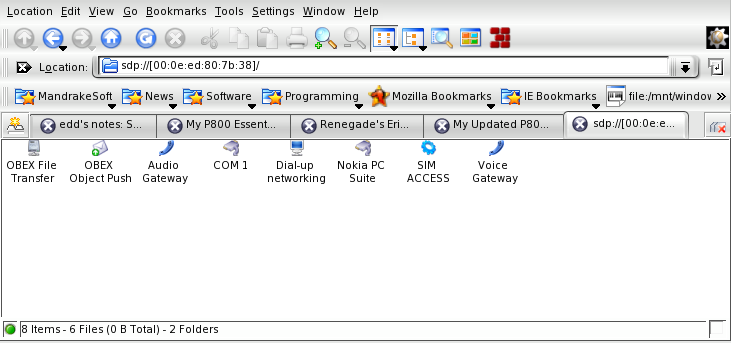 Location Edit View Go Bookmarks Tools Settings Window Help
Location: sdp://[00:0e:ed:80:7b:38]/
MandrakeSoft News Software Programming Mozilla Bookmarks IE Bookmarks file:/mnt/window »
edd's notes: S... My P800 Essent... Renegade's Eri... My Updated P80... sdp://[00:0e:e...
OBEX File OBEX Audio COM 1 Dial-up Nokia PC SIM Voice
Transfer Object Push Gateway networking Suite ACCESS Gateway
8 Items - 6 Files (0 B Total) - 2 Folders